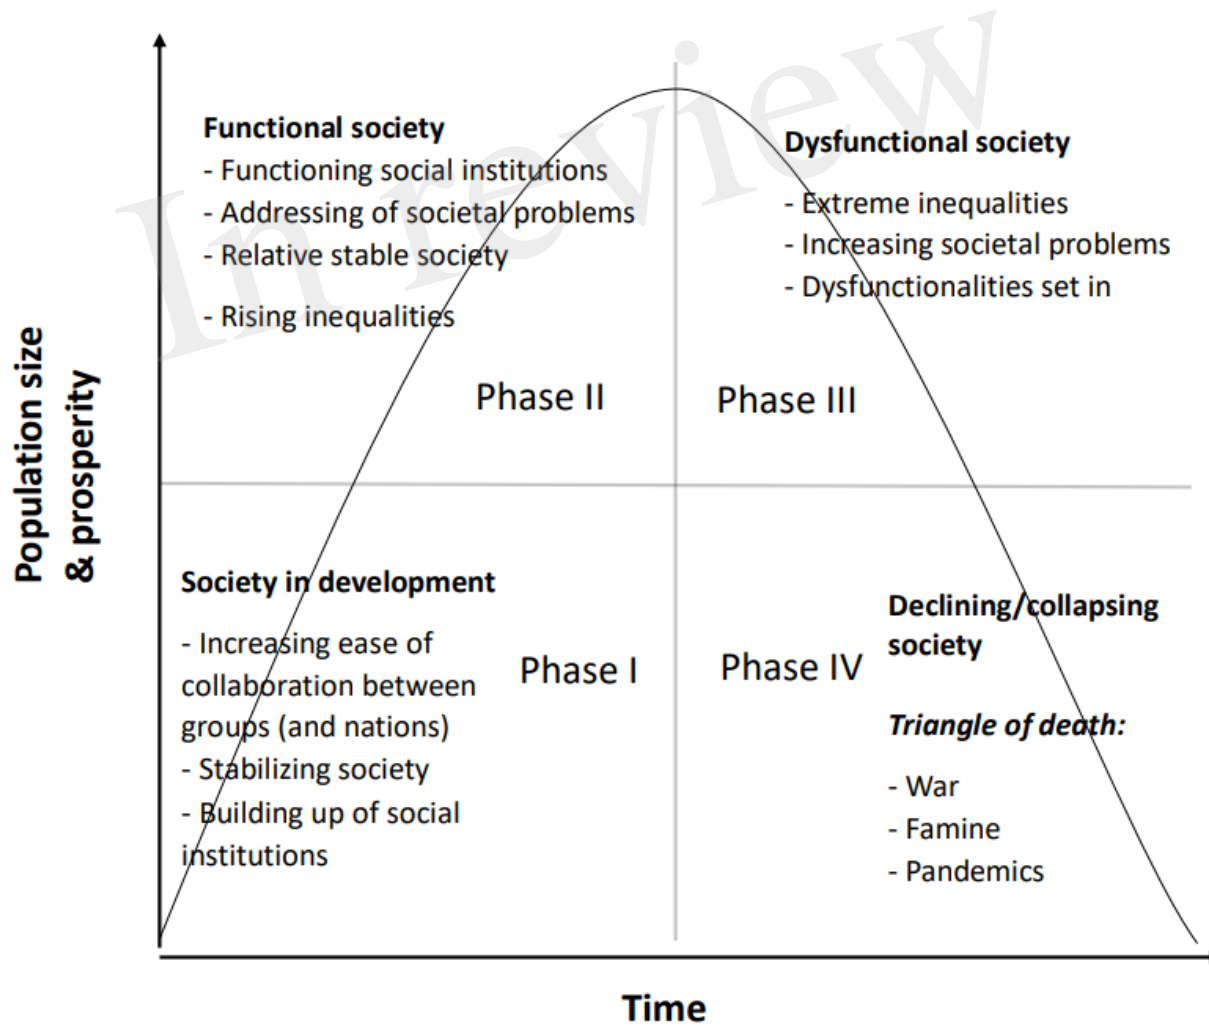 In review
Functional society
- Functioning social institutions
- Addressing of societal problems
- Relative stable society
- Rising inequalities
Phase II
Dysfunctional society
- Extreme inequalities
- Increasing societal problems
- Dysfunctionalities set in
Phase III
Population size
& prosperity
Society in development
- Increasing ease of
collaboration between
groups (and nations)
- Stabilizing society
- Building up of social
institutions
Phase I
Phase IV
Declining/collapsing
society
Triangle of death:
- War
- Famine
- Pandemics
Time